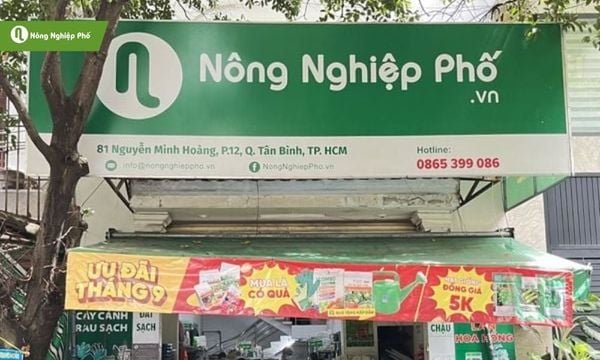 Nông Nghiệp Phố
Nông Nghiệp Phố
.vn
81 Nguyễn Minh Hoàng, P.12, Q. Tân Bình, TP. HCM
Hotline:
info@nongnghieppho.vn
NongNghiepPho.vn
0865 399 086
ƯU ĐÃI
THÁNG 9
MUA LÀ
CÓ QUÀ
ĐỒNG GIÁ
5K
CÂY CẢNH
RAU SẠCH
ĐẤT
SẠCH
CHẬU
LAN
HOA HỒNG